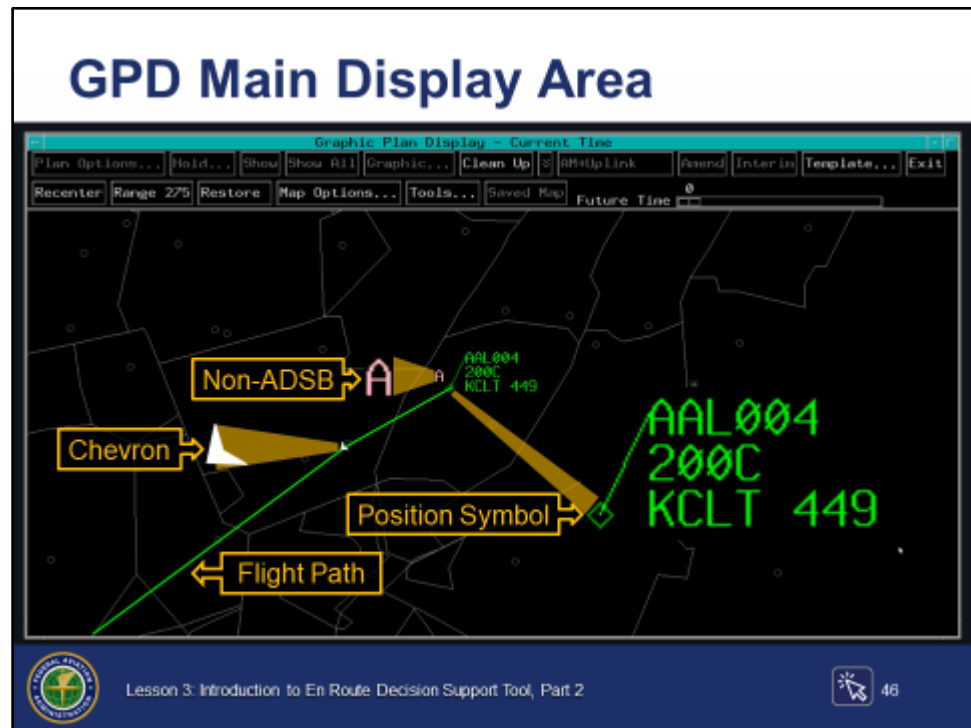 GPD Main Display Area
Graphic Plan Display - Current Time
Plan Options... Hold... Show Show All Graphic... Clean Up AM+Uplink Amend Interim Template... Exit
Recenter Range 275 Restore Map Options... Tools... Saved Map Future Time 0
Non-ADSB
A
A
AAL004
200C
KCLT 449
Chevron
AAL004
200C
KCLT 449
Position Symbol
Flight Path
FEDERAL AVIATION ADMINISTRATION
Lesson 3: Introduction to En Route Decision Support Tool, Part 2
46